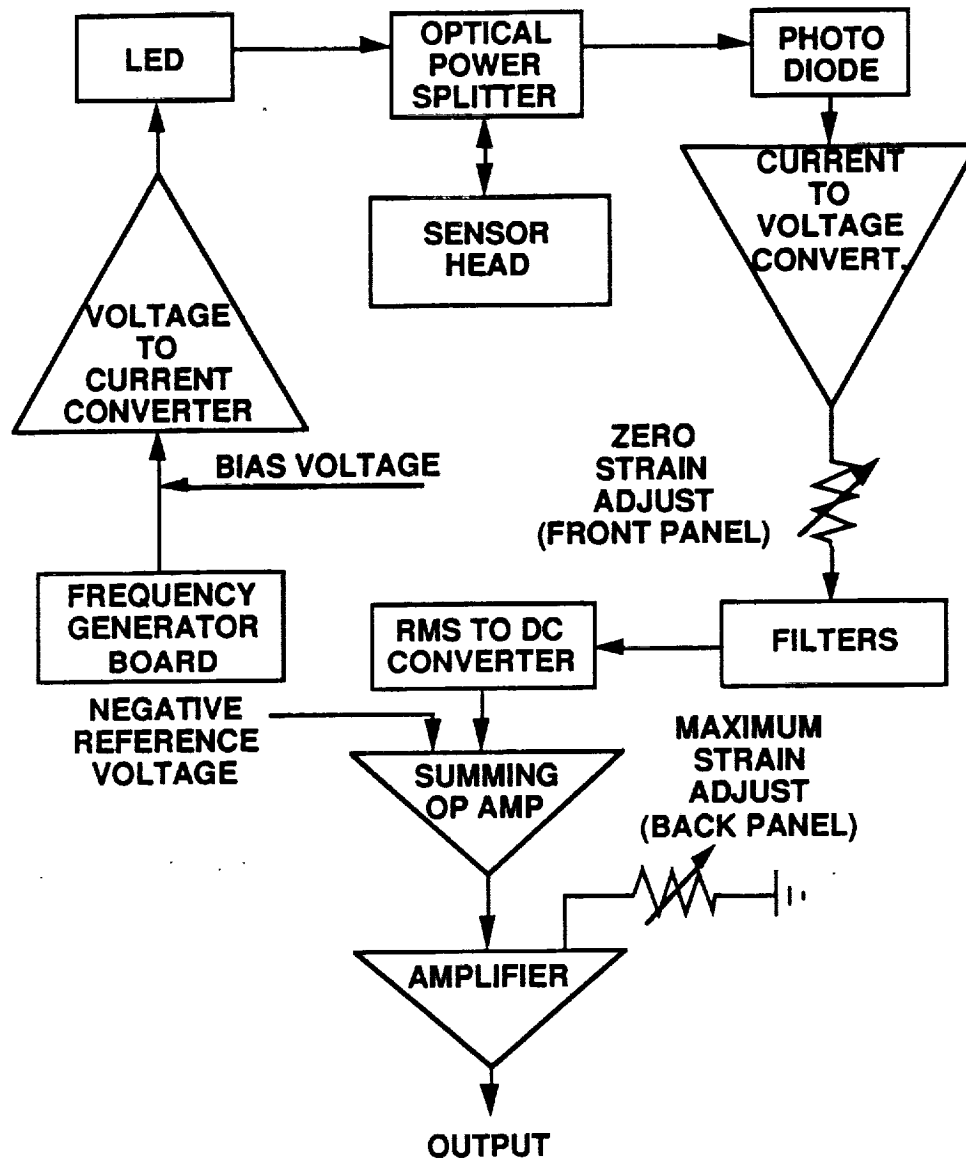 LED
OPTICAL
POWER
SPLITTER
PHOTO
DIODE
SENSOR
HEAD
CURRENT
TO
VOLTAGE
CONVERT.
VOLTAGE
TO
CURRENT
CONVERTER
BIAS VOLTAGE
ZERO
STRAIN
ADJUST
(FRONT PANEL)
FREQUENCY
GENERATOR
BOARD
RMS TO DC
CONVERTER
FILTERS
NEGATIVE
REFERENCE
VOLTAGE
SUMMING
OP AMP
MAXIMUM
STRAIN
ADJUST
(BACK PANEL)
AMPLIFIER
OUTPUT